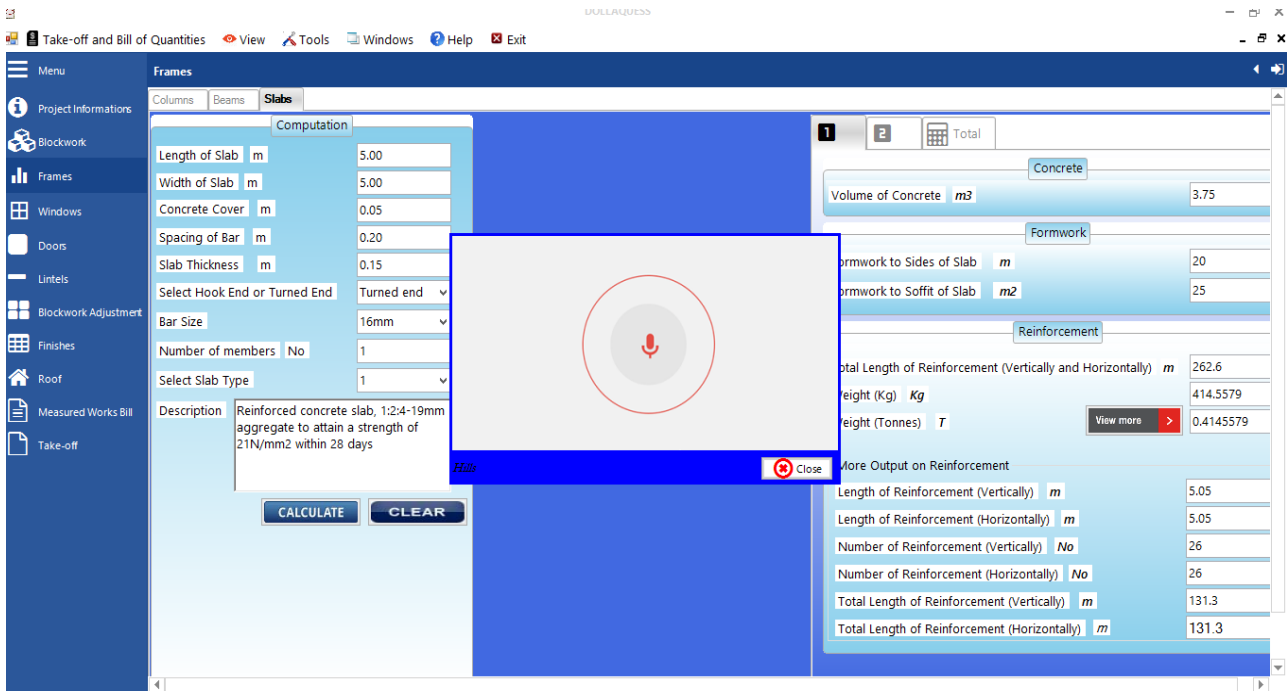 DOLLAQUESS
Take-off and Bill of Quantities View Tools Windows Help Exit
Menu
Project Informations
Blockwork
Frames
Windows
Doors
Lintels
Blockwork Adjustment
Finishes
Roof
Measured Works Bill
Take-off
Frames
Columns Beams Slabs
Computation
Length of Slab m 5.00
Width of Slab m 5.00
Concrete Cover m 0.05
Spacing of Bar m 0.20
Slab Thickness m 0.15
Select Hook End or Turned End Turned end
Bar Size 16mm
Number of members No 1
Select Slab Type 1
Description Reinforced concrete slab, 1:2:4-19mm
aggregate to attain a strength of
21N/mm2 within 28 days
CALCULATE CLEAR
Close
1 2 Total
Concrete
Volume of Concrete m3 3.75
Formwork
ormwork to Sides of Slab m 20
ormwork to Soffit of Slab m2 25
Reinforcement
otal Length of Reinforcement (Vertically and Horizontally) m 262.6
eight (Kg) Kg 414.5579
eight (Tonnes) T View more 0.4145579
More Output on Reinforcement
Length of Reinforcement (Vertically) m 5.05
Length of Reinforcement (Horizontally) m 5.05
Number of Reinforcement (Vertically) No 26
Number of Reinforcement (Horizontally) No 26
Total Length of Reinforcement (Vertically) m 131.3
Total Length of Reinforcement (Horizontally) m 131.3